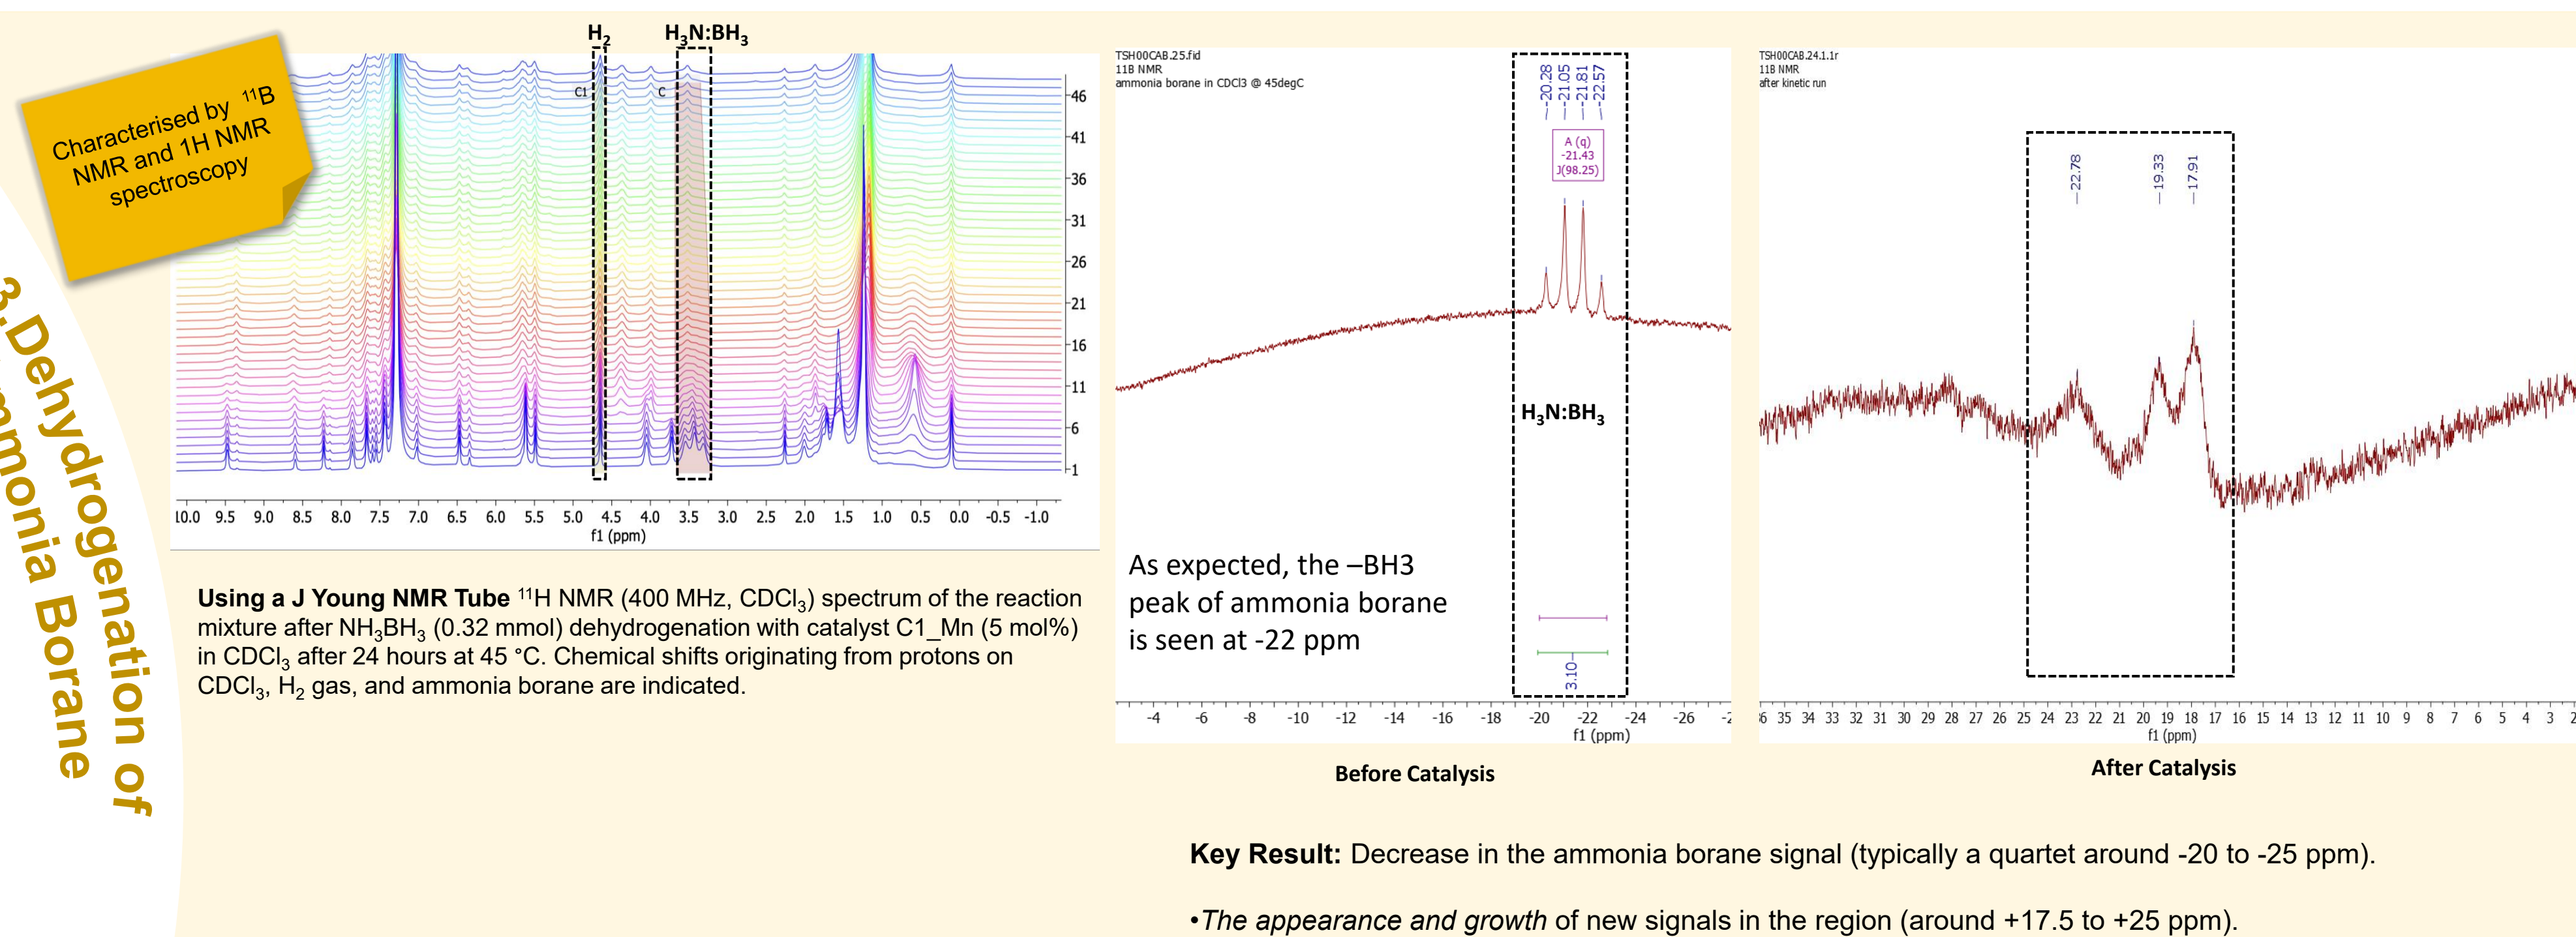 Characterised by ¹¹B
NMR and 1H NMR
spectroscopy
3.Dehydrogenation of
mmonia Borane
H₂
H₃N:BH₃
C1
C
46
41
36
31
26
21
16
11
6
1
10.0 9.5 9.0 8.5 8.0 7.5 7.0 6.5 6.0 5.5 5.0 4.5 4.0 3.5 3.0 2.5 2.0 1.5 1.0 0.5 0.0 -0.5 -1.0
f1 (ppm)
Using a J Young NMR Tube ¹¹H NMR (400 MHz, CDCl₃) spectrum of the reaction
mixture after NH₃BH₃ (0.32 mmol) dehydrogenation with catalyst C1_Mn (5 mol%)
in CDCl₃ after 24 hours at 45 °C. Chemical shifts originating from protons on
CDCl₃, H₂ gas, and ammonia borane are indicated.
TSH00CAB.25.fid
11B NMR
ammonia borane in CDCl3 @ 45degC
-20.28
-21.05
-21.81
-22.57
A (q)
-21.43
J(98.25)
H₃N:BH₃
As expected, the –BH3
peak of ammonia borane
is seen at -22 ppm
3.10
-4 -6 -8 -10 -12 -14 -16 -18 -20 -22 -24 -26 -2
f1 (ppm)
Before Catalysis
TSH00CAB.24.1.1r
11B NMR
after kinetic run
22.78
19.33
17.91
36 35 34 33 32 31 30 29 28 27 26 25 24 23 22 21 20 19 18 17 16 15 14 13 12 11 10 9 8 7 6 5 4 3 2
f1 (ppm)
After Catalysis
Key Result: Decrease in the ammonia borane signal (typically a quartet around -20 to -25 ppm).
•The appearance and growth of new signals in the region (around +17.5 to +25 ppm).